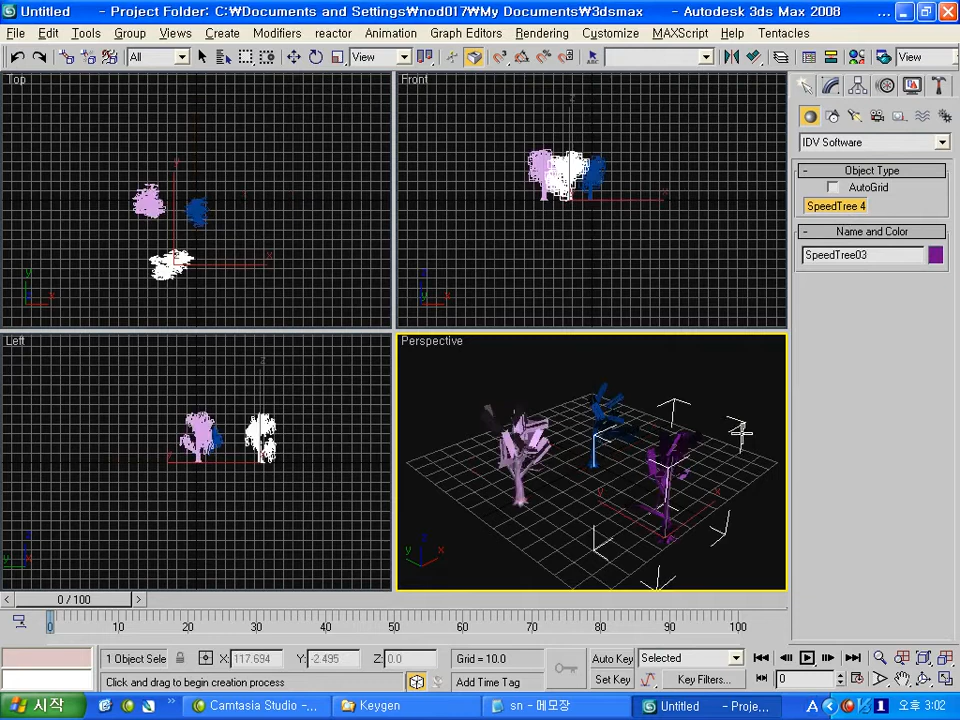 Untitled - Project Folder: C:₩Documents and Settings₩nod017₩My Documents₩3dsmax - Autodesk 3ds Max 2008 ...
File Edit Tools Group Views Create Modifiers reactor Animation Graph Editors Rendering Customize MAXScript Help Tentacles
All View View
Top
Front
IDV Software
Object Type
AutoGrid
SpeedTree 4
Name and Color
SpeedTree03
Left
Perspective
0 / 100
0 10 20 30 40 50 60 70 80 90 100
1 Object Sele X: 117.694 Y: -2.495 Z: 0.0 Grid = 10.0 Auto Key Selected
Click and drag to begin creation process Add Time Tag Set Key Key Filters... 0
시작 Camtasia Studio -... Keygen sn - 메모장 Untitled - Proje... A 오후 3:02